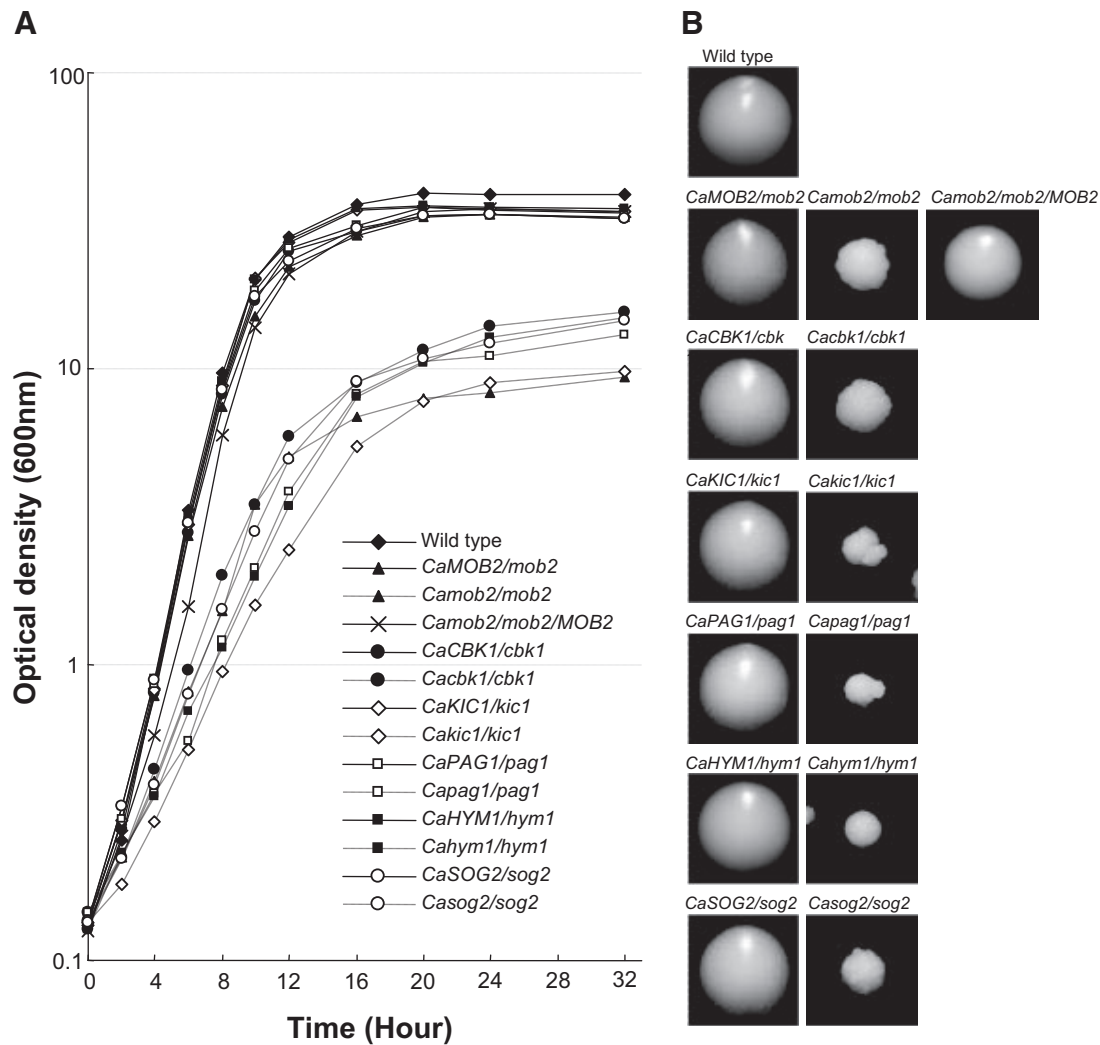 A
100
10
1
0.1
Optical density (600nm)
0
4
8
12
16
20
24
28
32
Time (Hour)
Wild type
CaMOB2/mob2
Camob2/mob2
Camob2/mob2/MOB2
CaCBK1/cbk1
Cacbk1/cbk1
CaKIC1/kic1
Cakic1/kic1
CaPAG1/pag1
Capag1/pag1
CaHYM1/hym1
Cahym1/hym1
CaSOG2/sog2
Casog2/sog2
B
Wild type
CaMOB2/mob2 Camob2/mob2 Camob2/mob2/MOB2
CaCBK1/cbk Cacbk1/cbk1
CaKIC1/kic1 Cakic1/kic1
CaPAG1/pag1 Capag1/pag1
CaHYM1/hym1 Cahym1/hym1
CaSOG2/sog2 Casog2/sog2